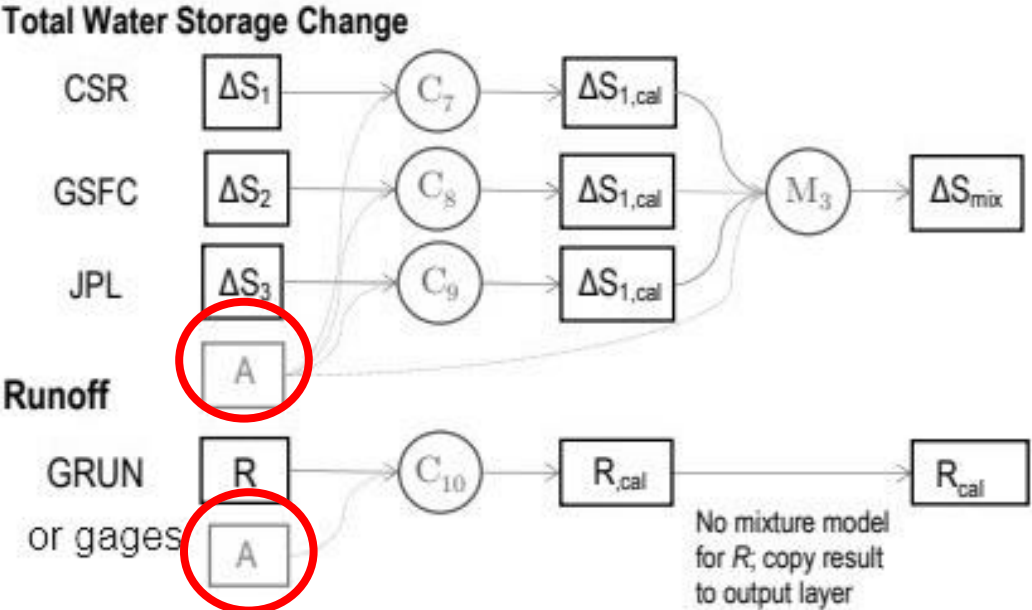 Total Water Storage Change
CSR ΔS1 C7 ΔS1,cal
GSFC ΔS2 C8 ΔS1,cal M3 ΔSmix
JPL ΔS3 C9 ΔS1,cal
A
Runoff
GRUN R C10 R,cal Rcal
or gages A
No mixture model
for R; copy result
to output layer